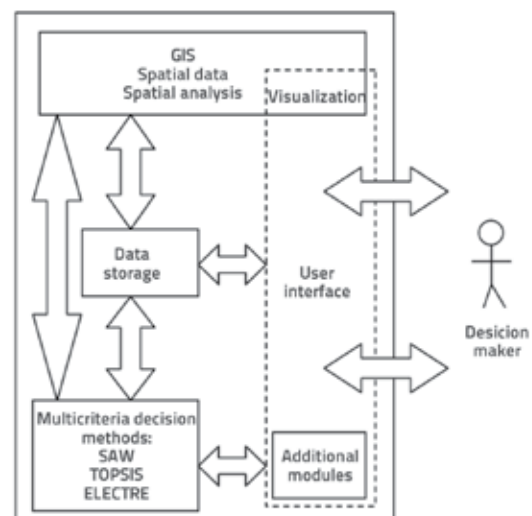 GIS
Spatial data
Spatial analysis
Visualization
Data
storage
User
interface
Desicion
maker
Multicriteria decision
methods:
SAW
TOPSIS
ELECTRE
Additional
modules